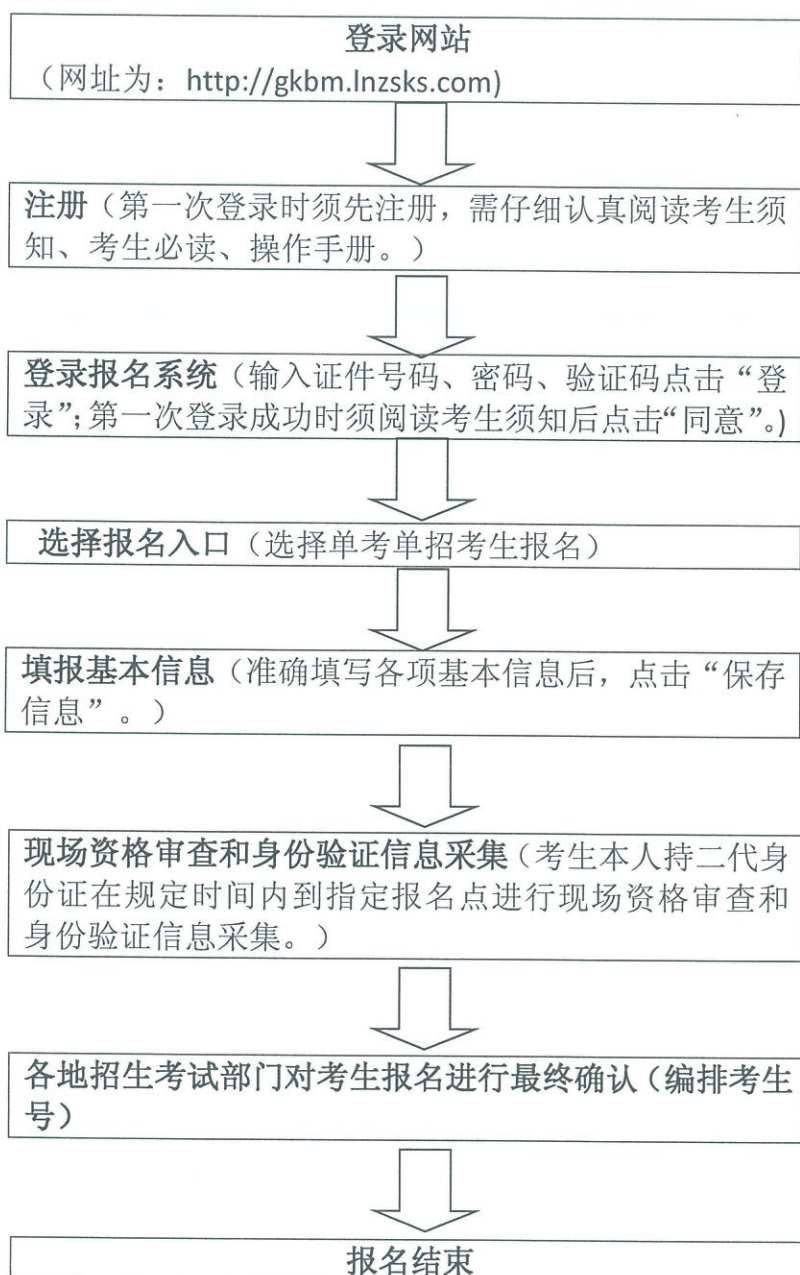 登录网站
（网址为：http://gkbm.lnzsks.com)
注册（第一次登录时须先注册，需仔细认真阅读考生须
知、考生必读、操作手册。）
登录报名系统（输入证件号码、密码、验证码点击“登
录”;第一次登录成功时须阅读考生须知后点击“同意”。)
选择报名入口（选择单考单招考生报名）
填报基本信息（准确填写各项基本信息后，点击“保存
信息”。）
现场资格审查和身份验证信息采集（考生本人持二代身
份证在规定时间内到指定报名点进行现场资格审查和
身份验证信息采集。）
各地招生考试部门对考生报名进行最终确认（编排考生
号）
报名结束